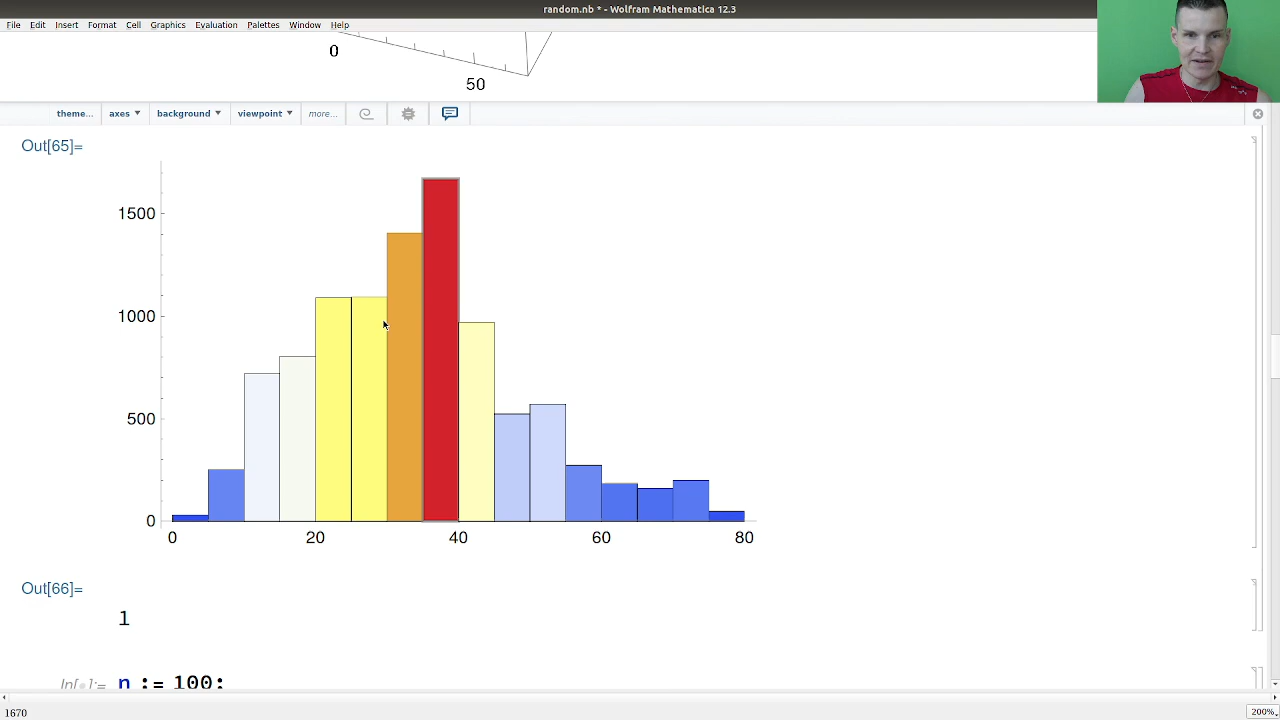 random.nb * - Wolfram Mathematica 12.3
File Edit Insert Format Cell Graphics Evaluation Palettes Window Help
0
50
theme... axes background viewpoint more...
Out[65]=
1500
1000
500
0
0 20 40 60 80
Out[66]=
1
In[ ]:= n := 100;
1670 200%